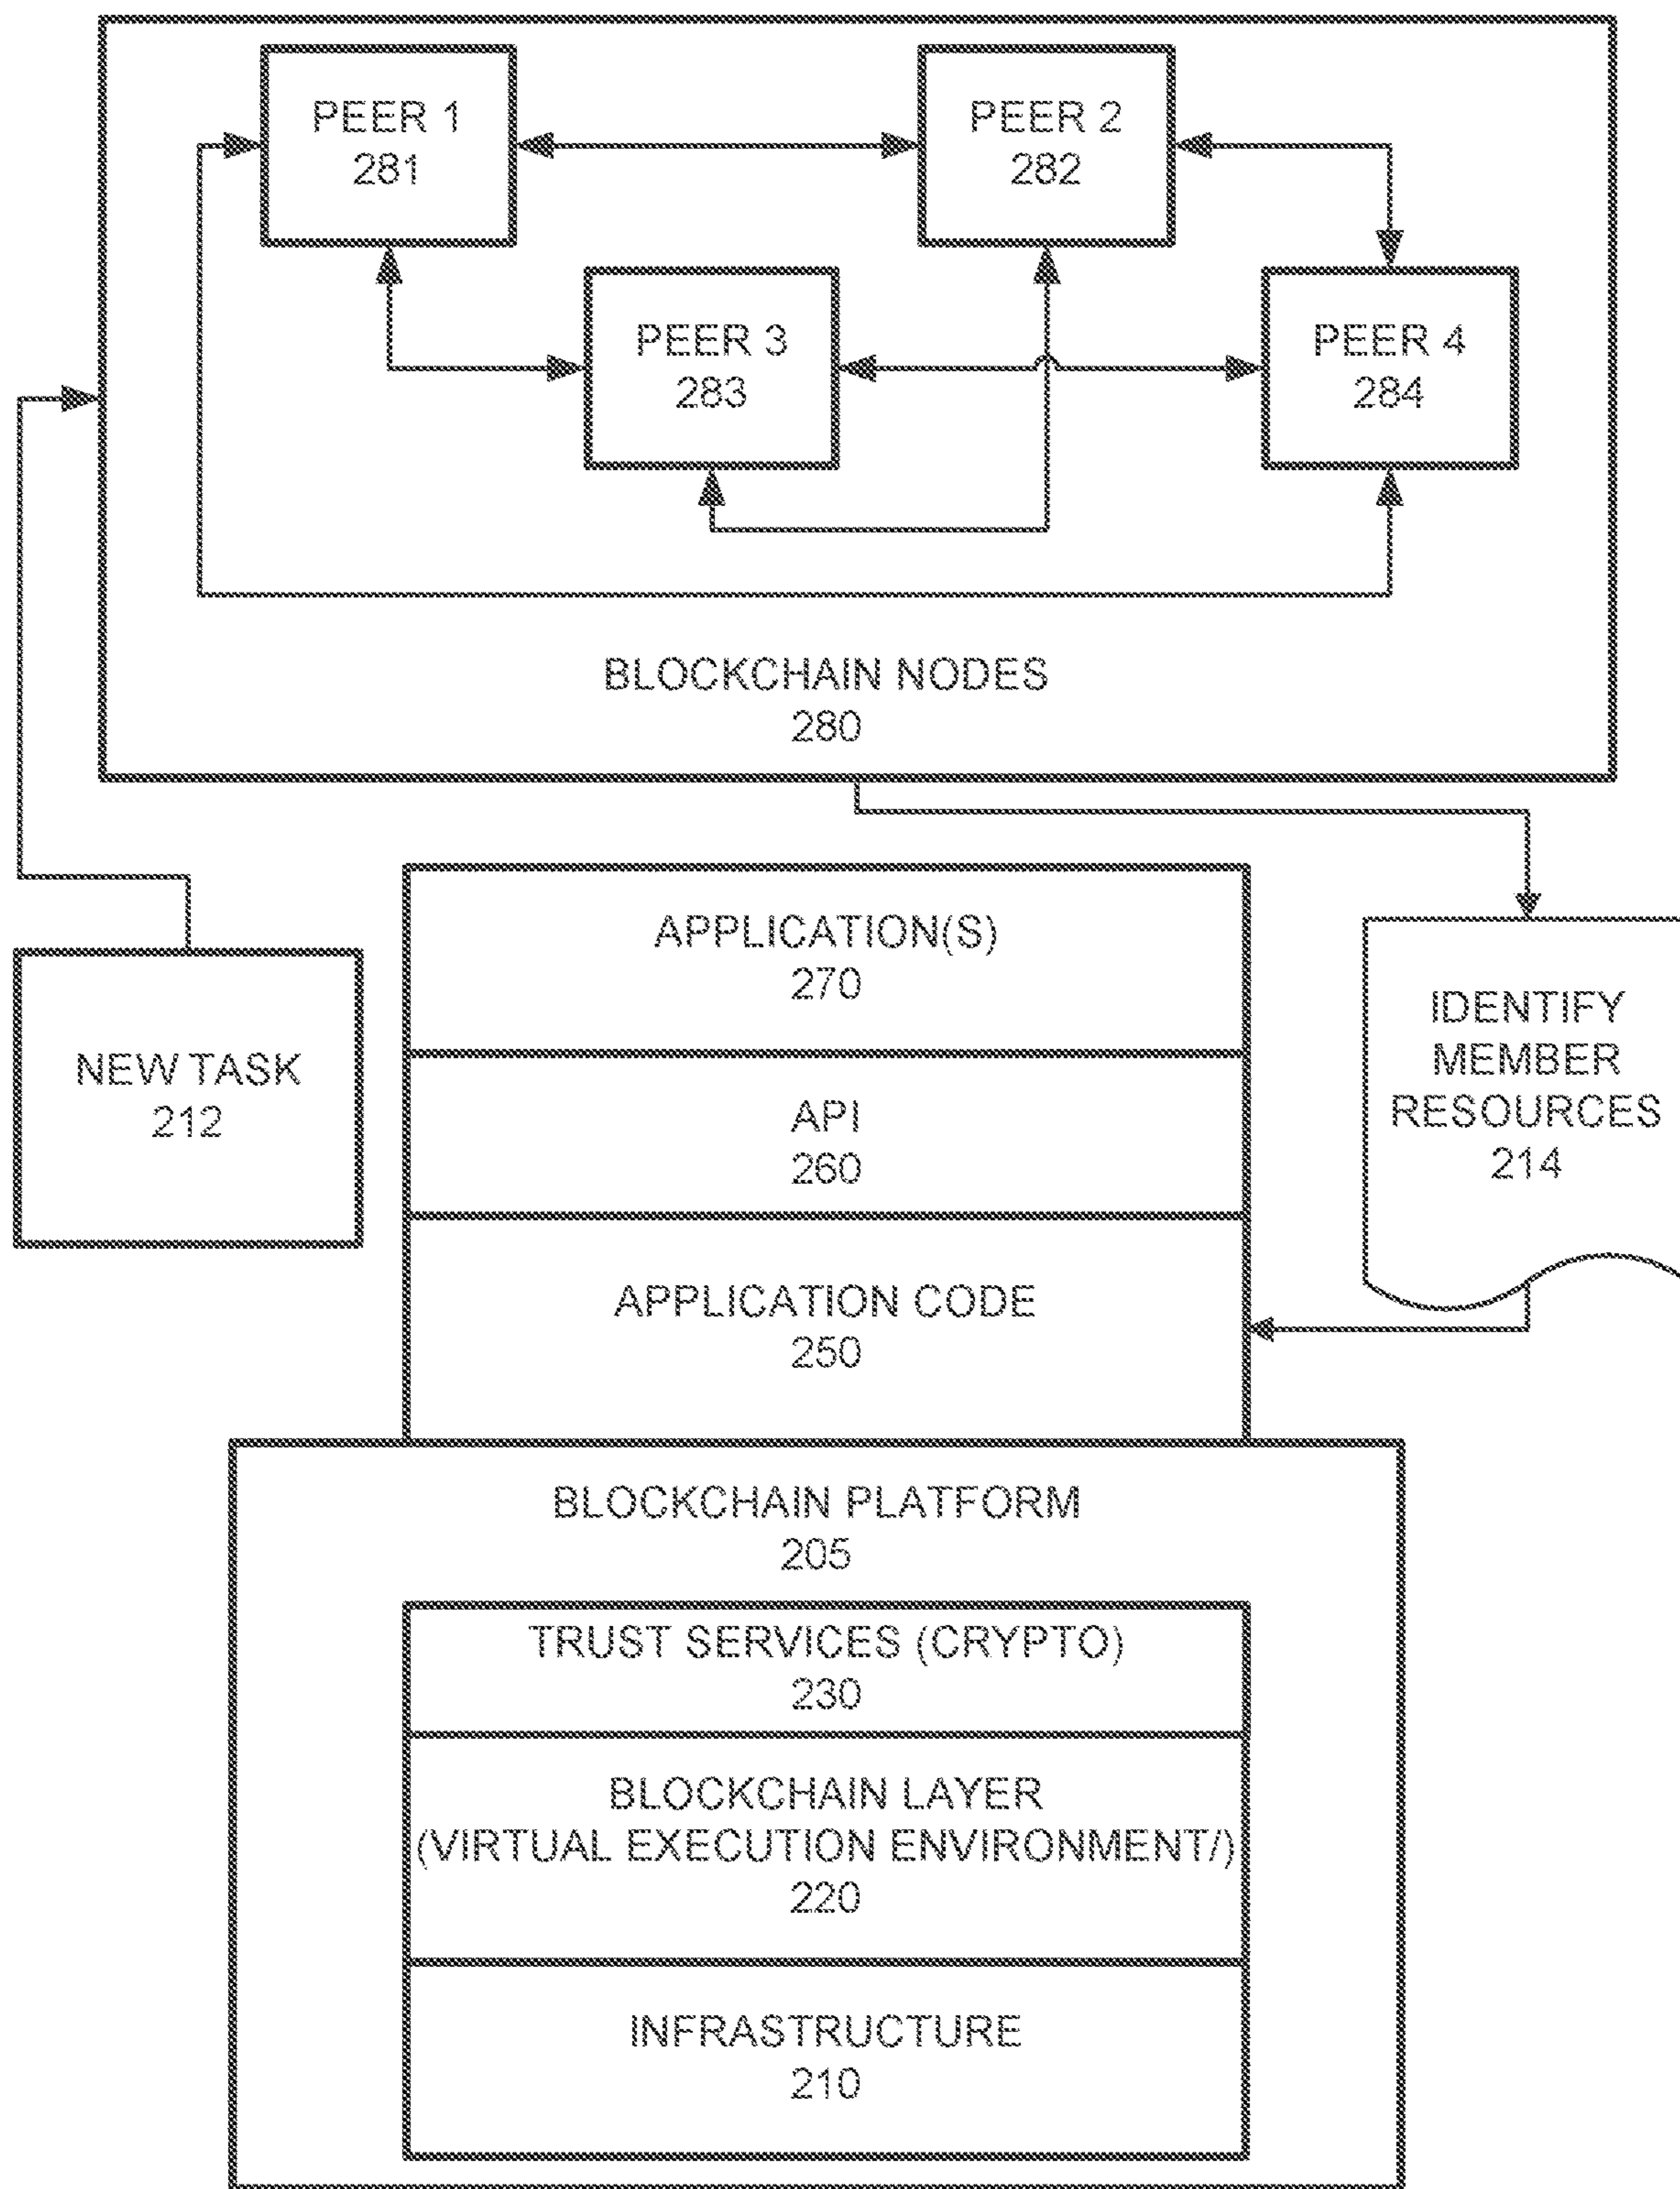 PEER 1
281
PEER 2
282
PEER 3
283
PEER 4
284
BLOCKCHAIN NODES
280
NEW TASK
212
APPLICATION(S)
270
API
260
APPLICATION CODE
250
IDENTIFY
MEMBER
RESOURCES
214
BLOCKCHAIN PLATFORM
205
TRUST SERVICES (CRYPTO)
230
BLOCKCHAIN LAYER
(VIRTUAL EXECUTION ENVIRONMENT/)
220
INFRASTRUCTURE
210